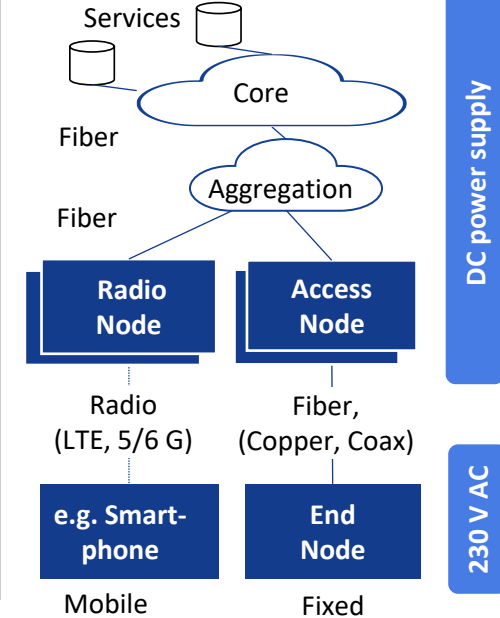 Services
Core
Fiber
Aggregation
Fiber
Radio
Node
Access
Node
DC power supply
Radio
(LTE, 5/6 G)
Fiber,
(Copper, Coax)
e.g. Smart-
phone
End
Node
230 V AC
Mobile
Fixed